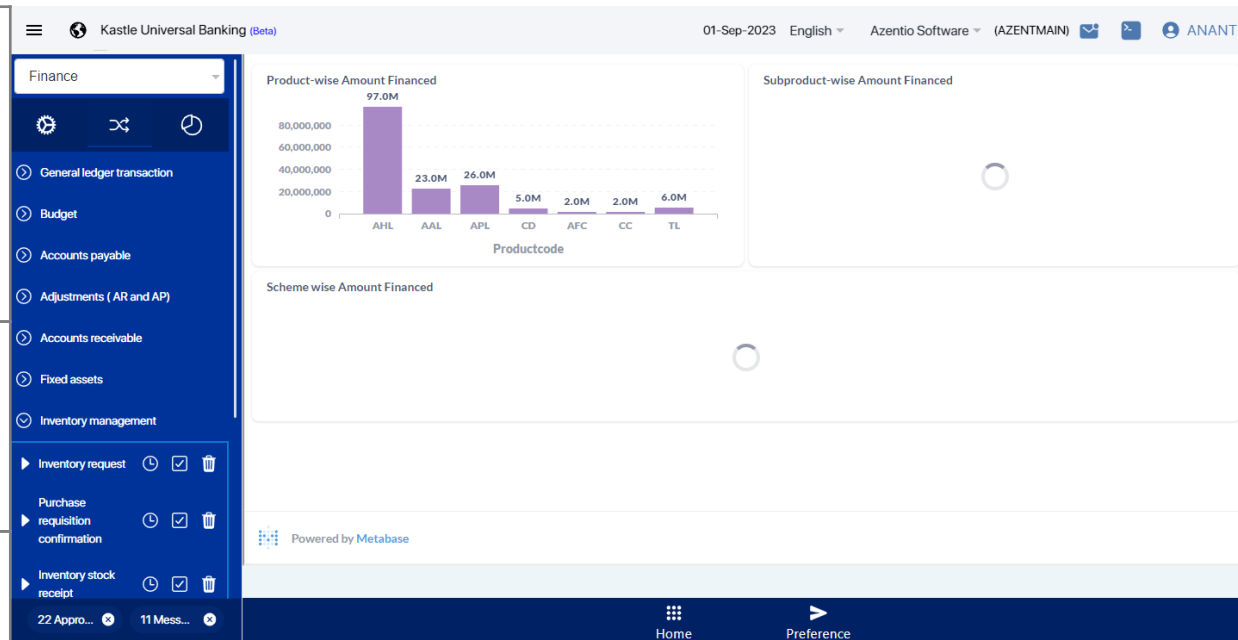 Kastle Universal Banking (Beta)
01-Sep-2023 English Azentio Software (AZENTMAIN) ANANT
Finance
General ledger transaction
Budget
Accounts payable
Adjustments ( AR and AP)
Accounts receivable
Fixed assets
Inventory management
Inventory request
Purchase
requisition
confirmation
Inventory stock
receipt
22 Appro...
11 Mess...
Product-wise Amount Financed
97.0M
80,000,000
60,000,000
40,000,000
20,000,000
0
23.0M
26.0M
5.0M
2.0M
2.0M
6.0M
AHL AAL APL CD AFC CC TL
Productcode
Subproduct-wise Amount Financed
Scheme wise Amount Financed
Powered by Metabase
Home
Preference